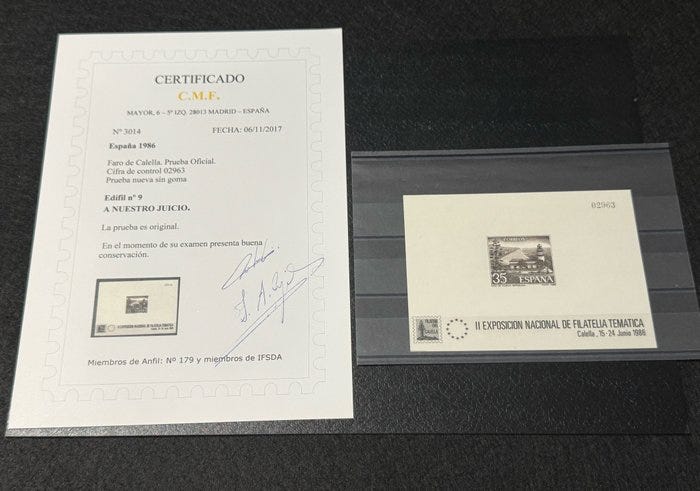 CERTIFICADO
C.M.F.
MAYOR, 6 – 5º IZQ. 28013 MADRID – ESPAÑA
Nº 3014 FECHA: 06/11/2017
España 1986
Faro de Calella. Prueba Oficial.
Cifra de control 02963
Prueba nueva sin goma
Edifil nº 9
A NUESTRO JUICIO.
La prueba es original.
En el momento de su examen presenta buena
conservación.
Miembros de Anfil: Nº 179 y miembros de IFSDA
02963
CORREOS
35 ESPAÑA
CALELLA
II EXPOSICION NACIONAL DE FILATELIA TEMATICA
Calella, 15-24 Junio 1986